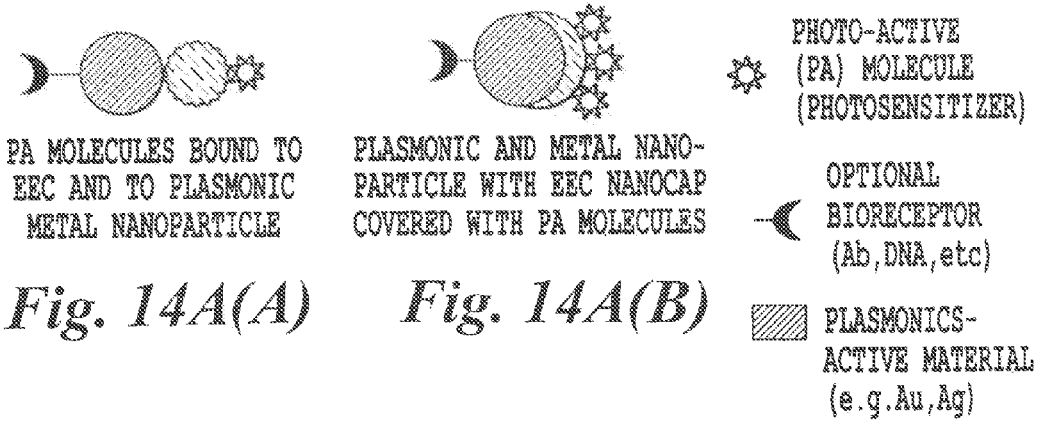 PA MOLECULES BOUND TO
EEC AND TO PLASMONIC
METAL NANOPARTICLE
Fig. 14A(A)
PLASMONIC AND METAL NANO-
PARTICLE WITH EEC NANOCAP
COVERED WITH PA MOLECULES
Fig. 14A(B)
PHOTO-ACTIVE
(PA) MOLECULE
(PHOTOSENSITIZER)
OPTIONAL
BIORECEPTOR
(Ab,DNA,etc)
PLASMONICS-
ACTIVE MATERIAL
(e.g.Au,Ag)